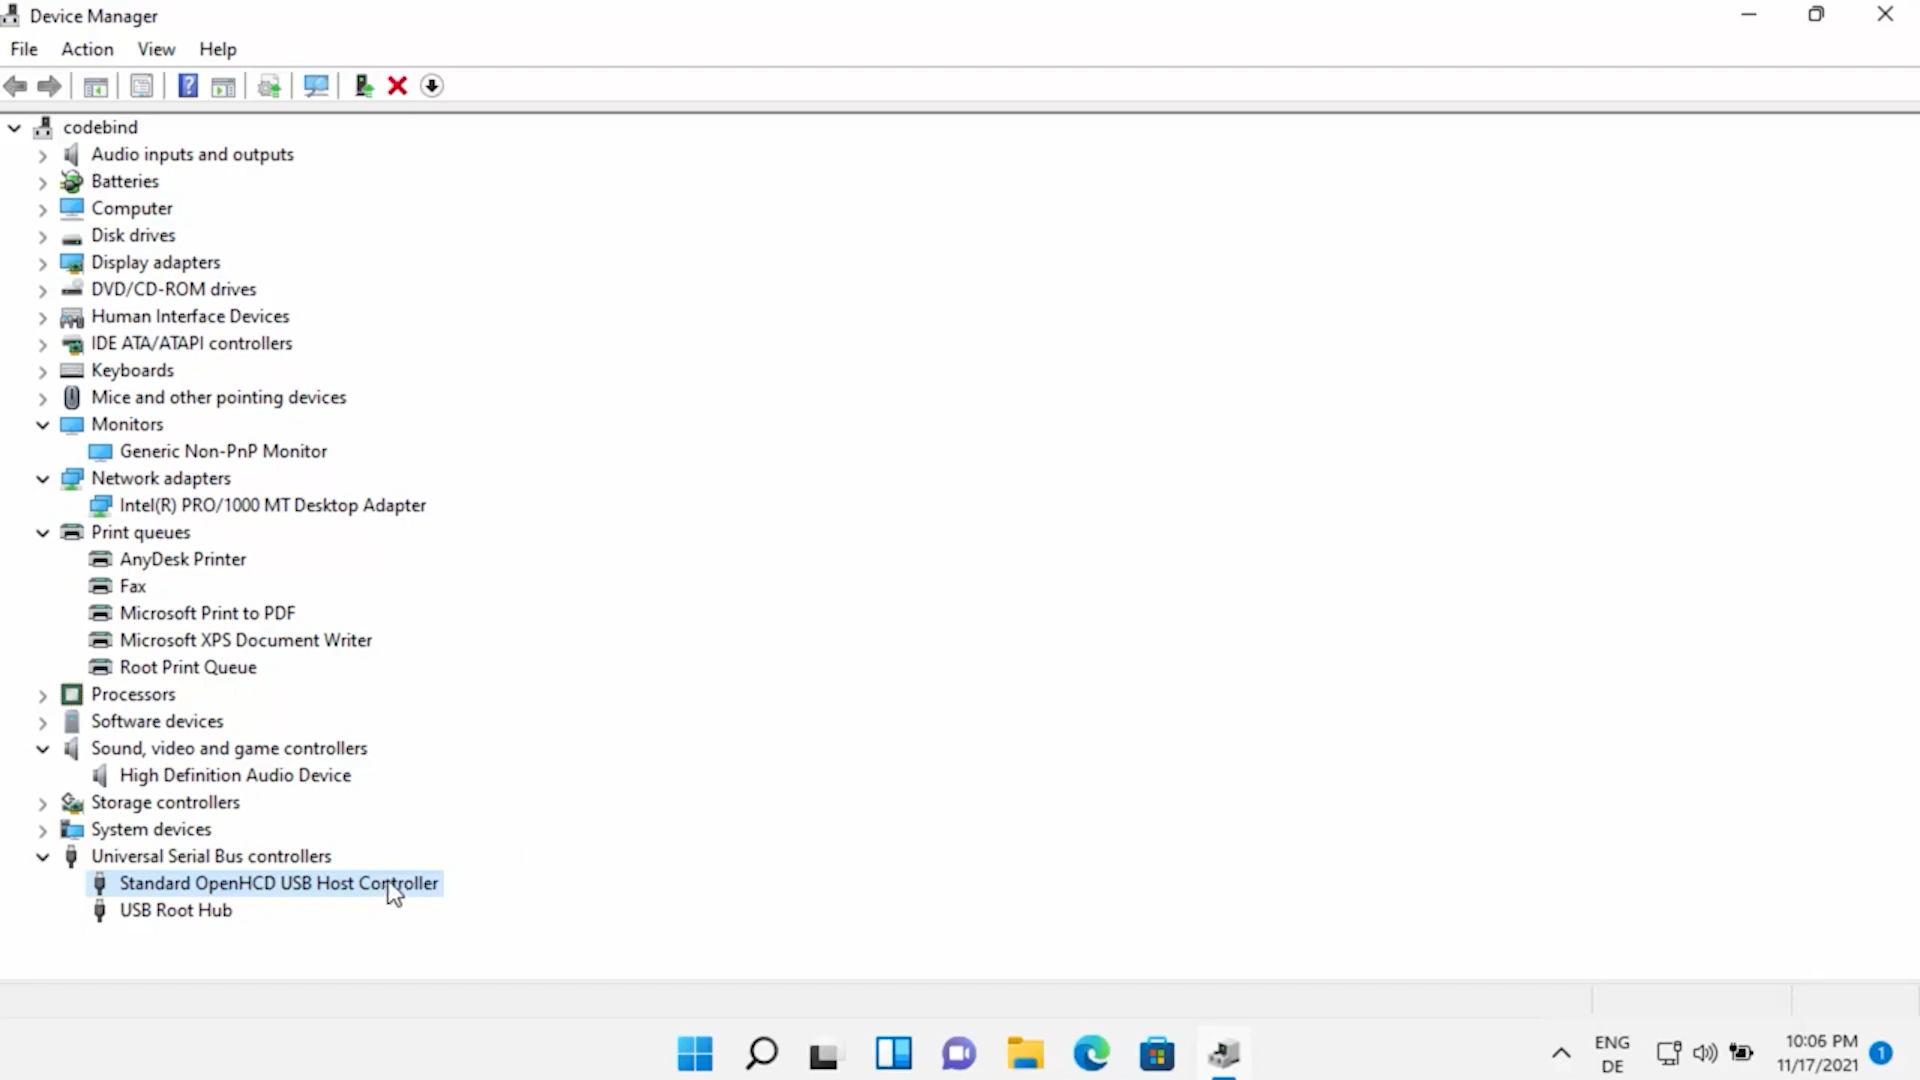 Device Manager
File Action View Help
codebind
Audio inputs and outputs
Batteries
Computer
Disk drives
Display adapters
DVD/CD-ROM drives
Human Interface Devices
IDE ATA/ATAPI controllers
Keyboards
Mice and other pointing devices
Monitors
Generic Non-PnP Monitor
Network adapters
Intel(R) PRO/1000 MT Desktop Adapter
Print queues
AnyDesk Printer
Fax
Microsoft Print to PDF
Microsoft XPS Document Writer
Root Print Queue
Processors
Software devices
Sound, video and game controllers
High Definition Audio Device
Storage controllers
System devices
Universal Serial Bus controllers
Standard OpenHCD USB Host Controller
USB Root Hub
ENG
DE
10:06 PM
11/17/2021
1